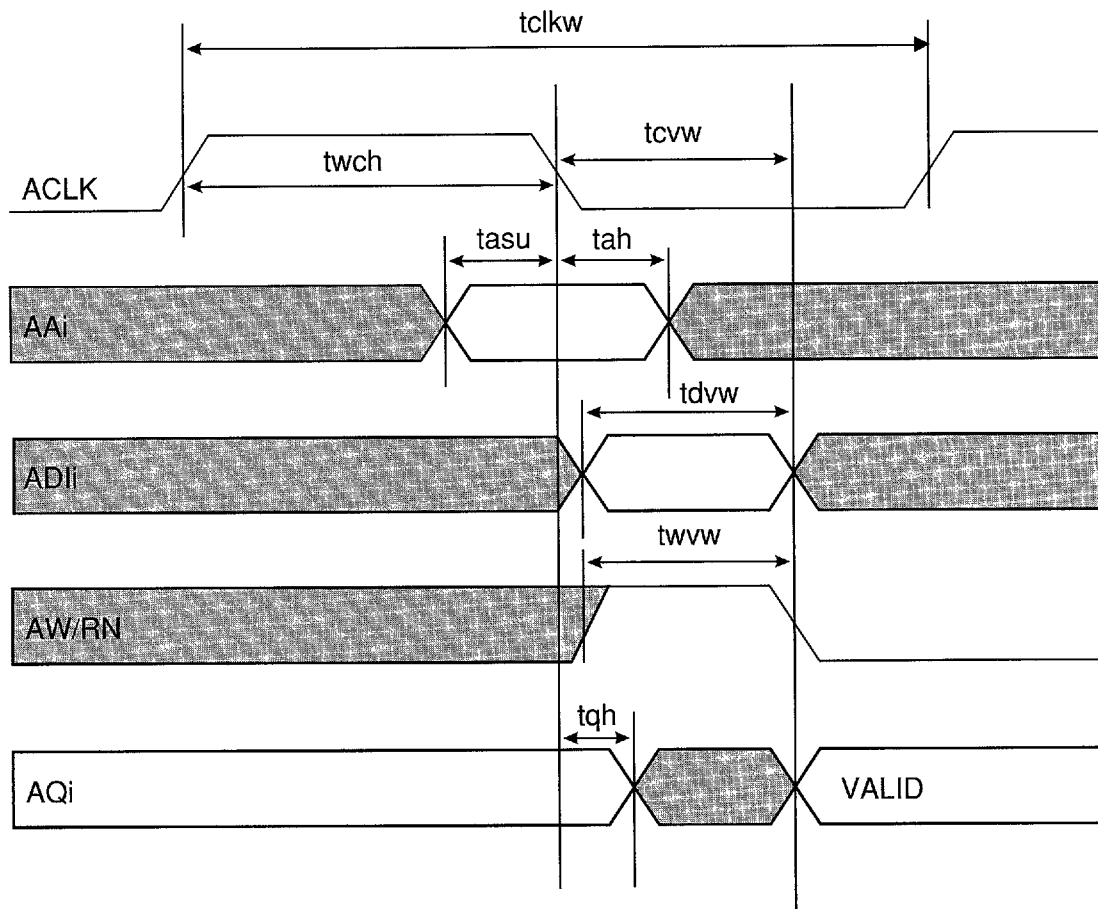 tclkw
tcvw
twch
ACLK
tasu
tah
AAi
tdvw
ADIi
twvw
AW/RN
tqh
AQi
VALID